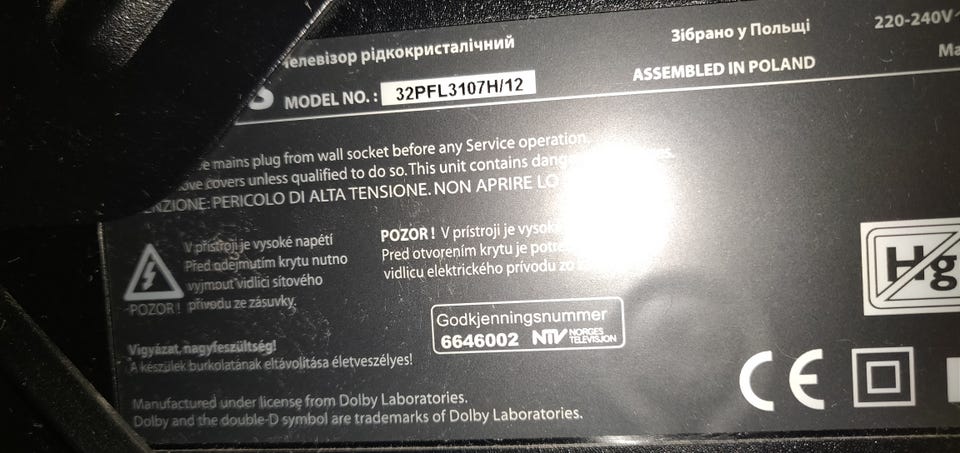 Телевізор рідкокристалічний
Зібрано у Польщі
220-240V~
S MODEL NO. : 32PFL3107H/12
ASSEMBLED IN POLAND
mains plug from wall socket before any Service operation.
covers unless qualified to do so. This unit contains
PERICOLO DI ALTA TENSIONE. NON APRIRE LO
V přístroji je vysoké napětí
Před odejmutím krytu nutno
vyjmout vidlici síťového
POZOR ! přívodu ze zásuvky.
POZOR ! V prístroji je
Pred otvorením krytu je
vidlicu elektrického prívodu zo
Hg
Godkjenningsnummer
6646002 NTV NORGES
TELEVISJON
Vigyázat, nagyfeszültség!
A készülek burkolatának eltávolítása életveszélyes!
CE
Manufactured under license from Dolby Laboratories.
Dolby and the double-D symbol are trademarks of Dolby Laboratories.